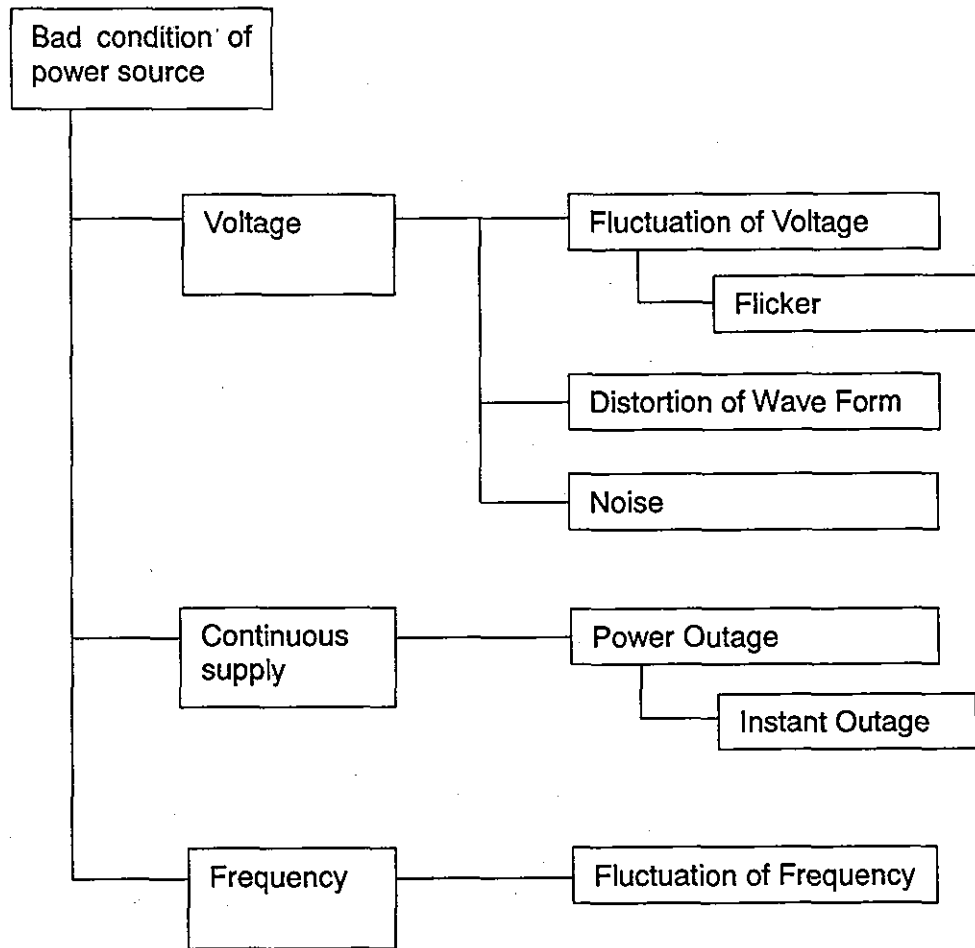 Bad condition of
power source
Voltage
Fluctuation of Voltage
Flicker
Distortion of Wave Form
Noise
Continuous
supply
Power Outage
Instant Outage
Frequency
Fluctuation of Frequency